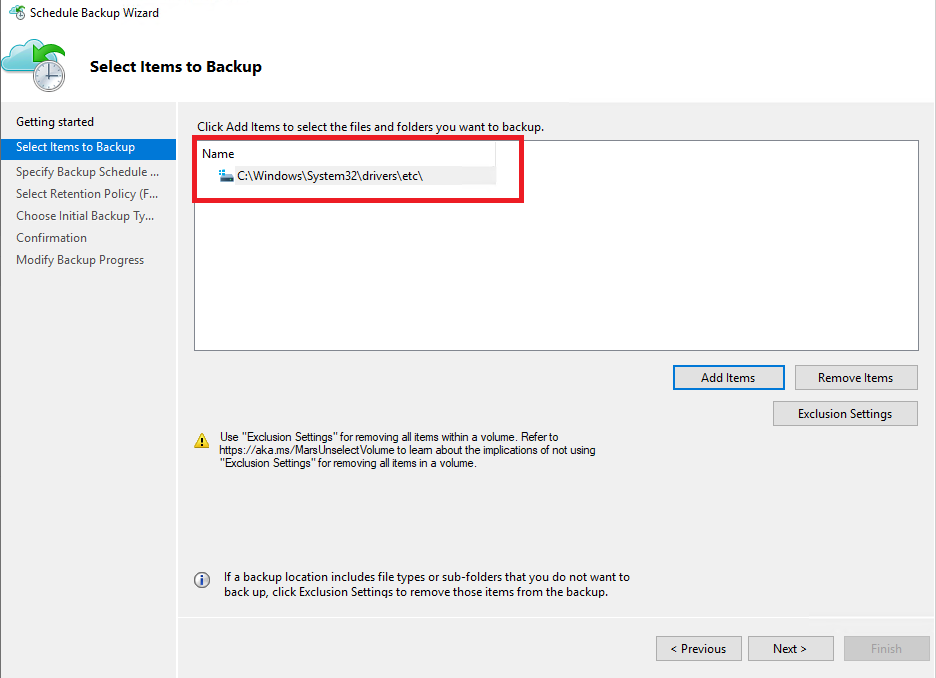 Schedule Backup Wizard
Select Items to Backup
Getting started
Select Items to Backup
Specify Backup Schedule ...
Select Retention Policy (F...
Choose Initial Backup Ty...
Confirmation
Modify Backup Progress
Click Add Items to select the files and folders you want to backup.
Name
C:\Windows\System32\drivers\etc\
Add Items
Remove Items
Exclusion Settings
Use "Exclusion Settings" for removing all items within a volume. Refer to
https://aka.ms/MarsUnselectVolume to learn about the implications of not using
"Exclusion Settings" for removing all items in a volume.
If a backup location includes file types or sub-folders that you do not want to
back up, click Exclusion Settings to remove those items from the backup.
< Previous
Next >
Finish